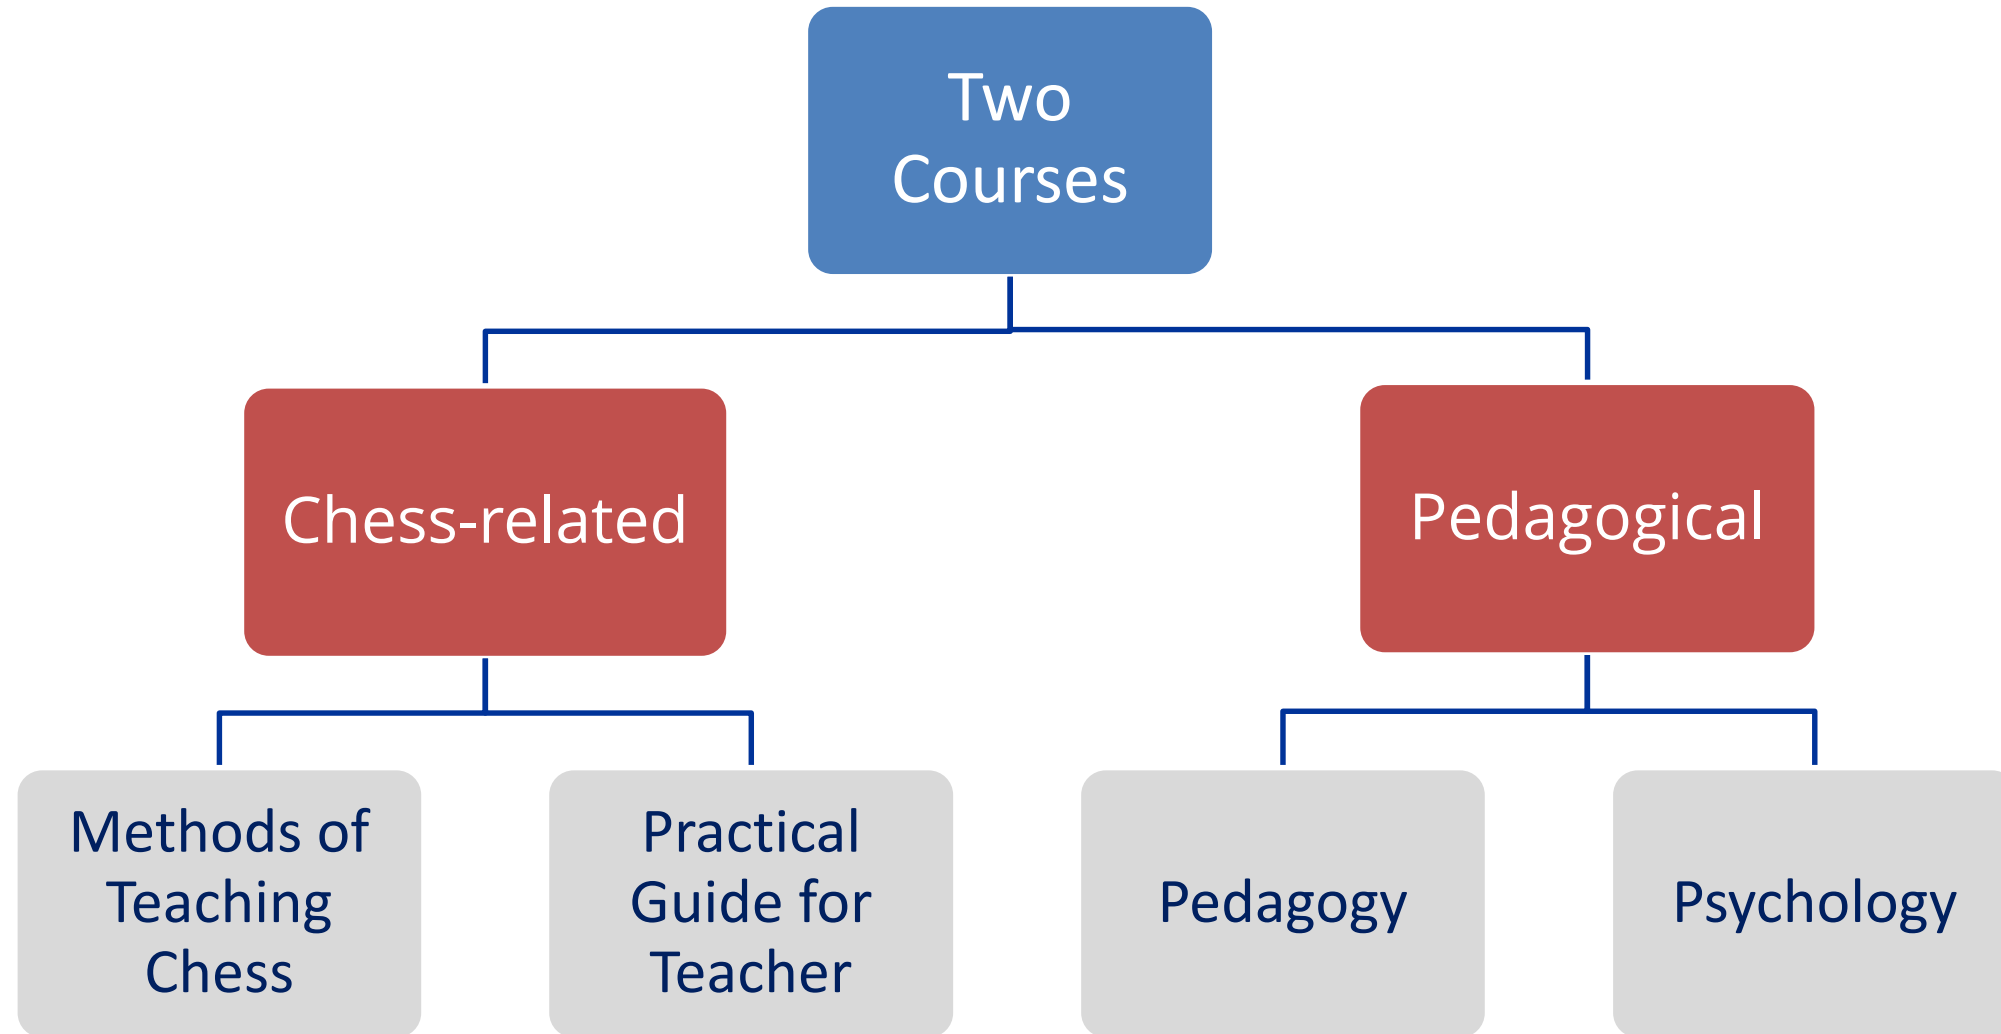 Two
Courses
Chess-related
Pedagogical
Methods of
Teaching
Chess
Practical
Guide for
Teacher
Pedagogy
Psychology